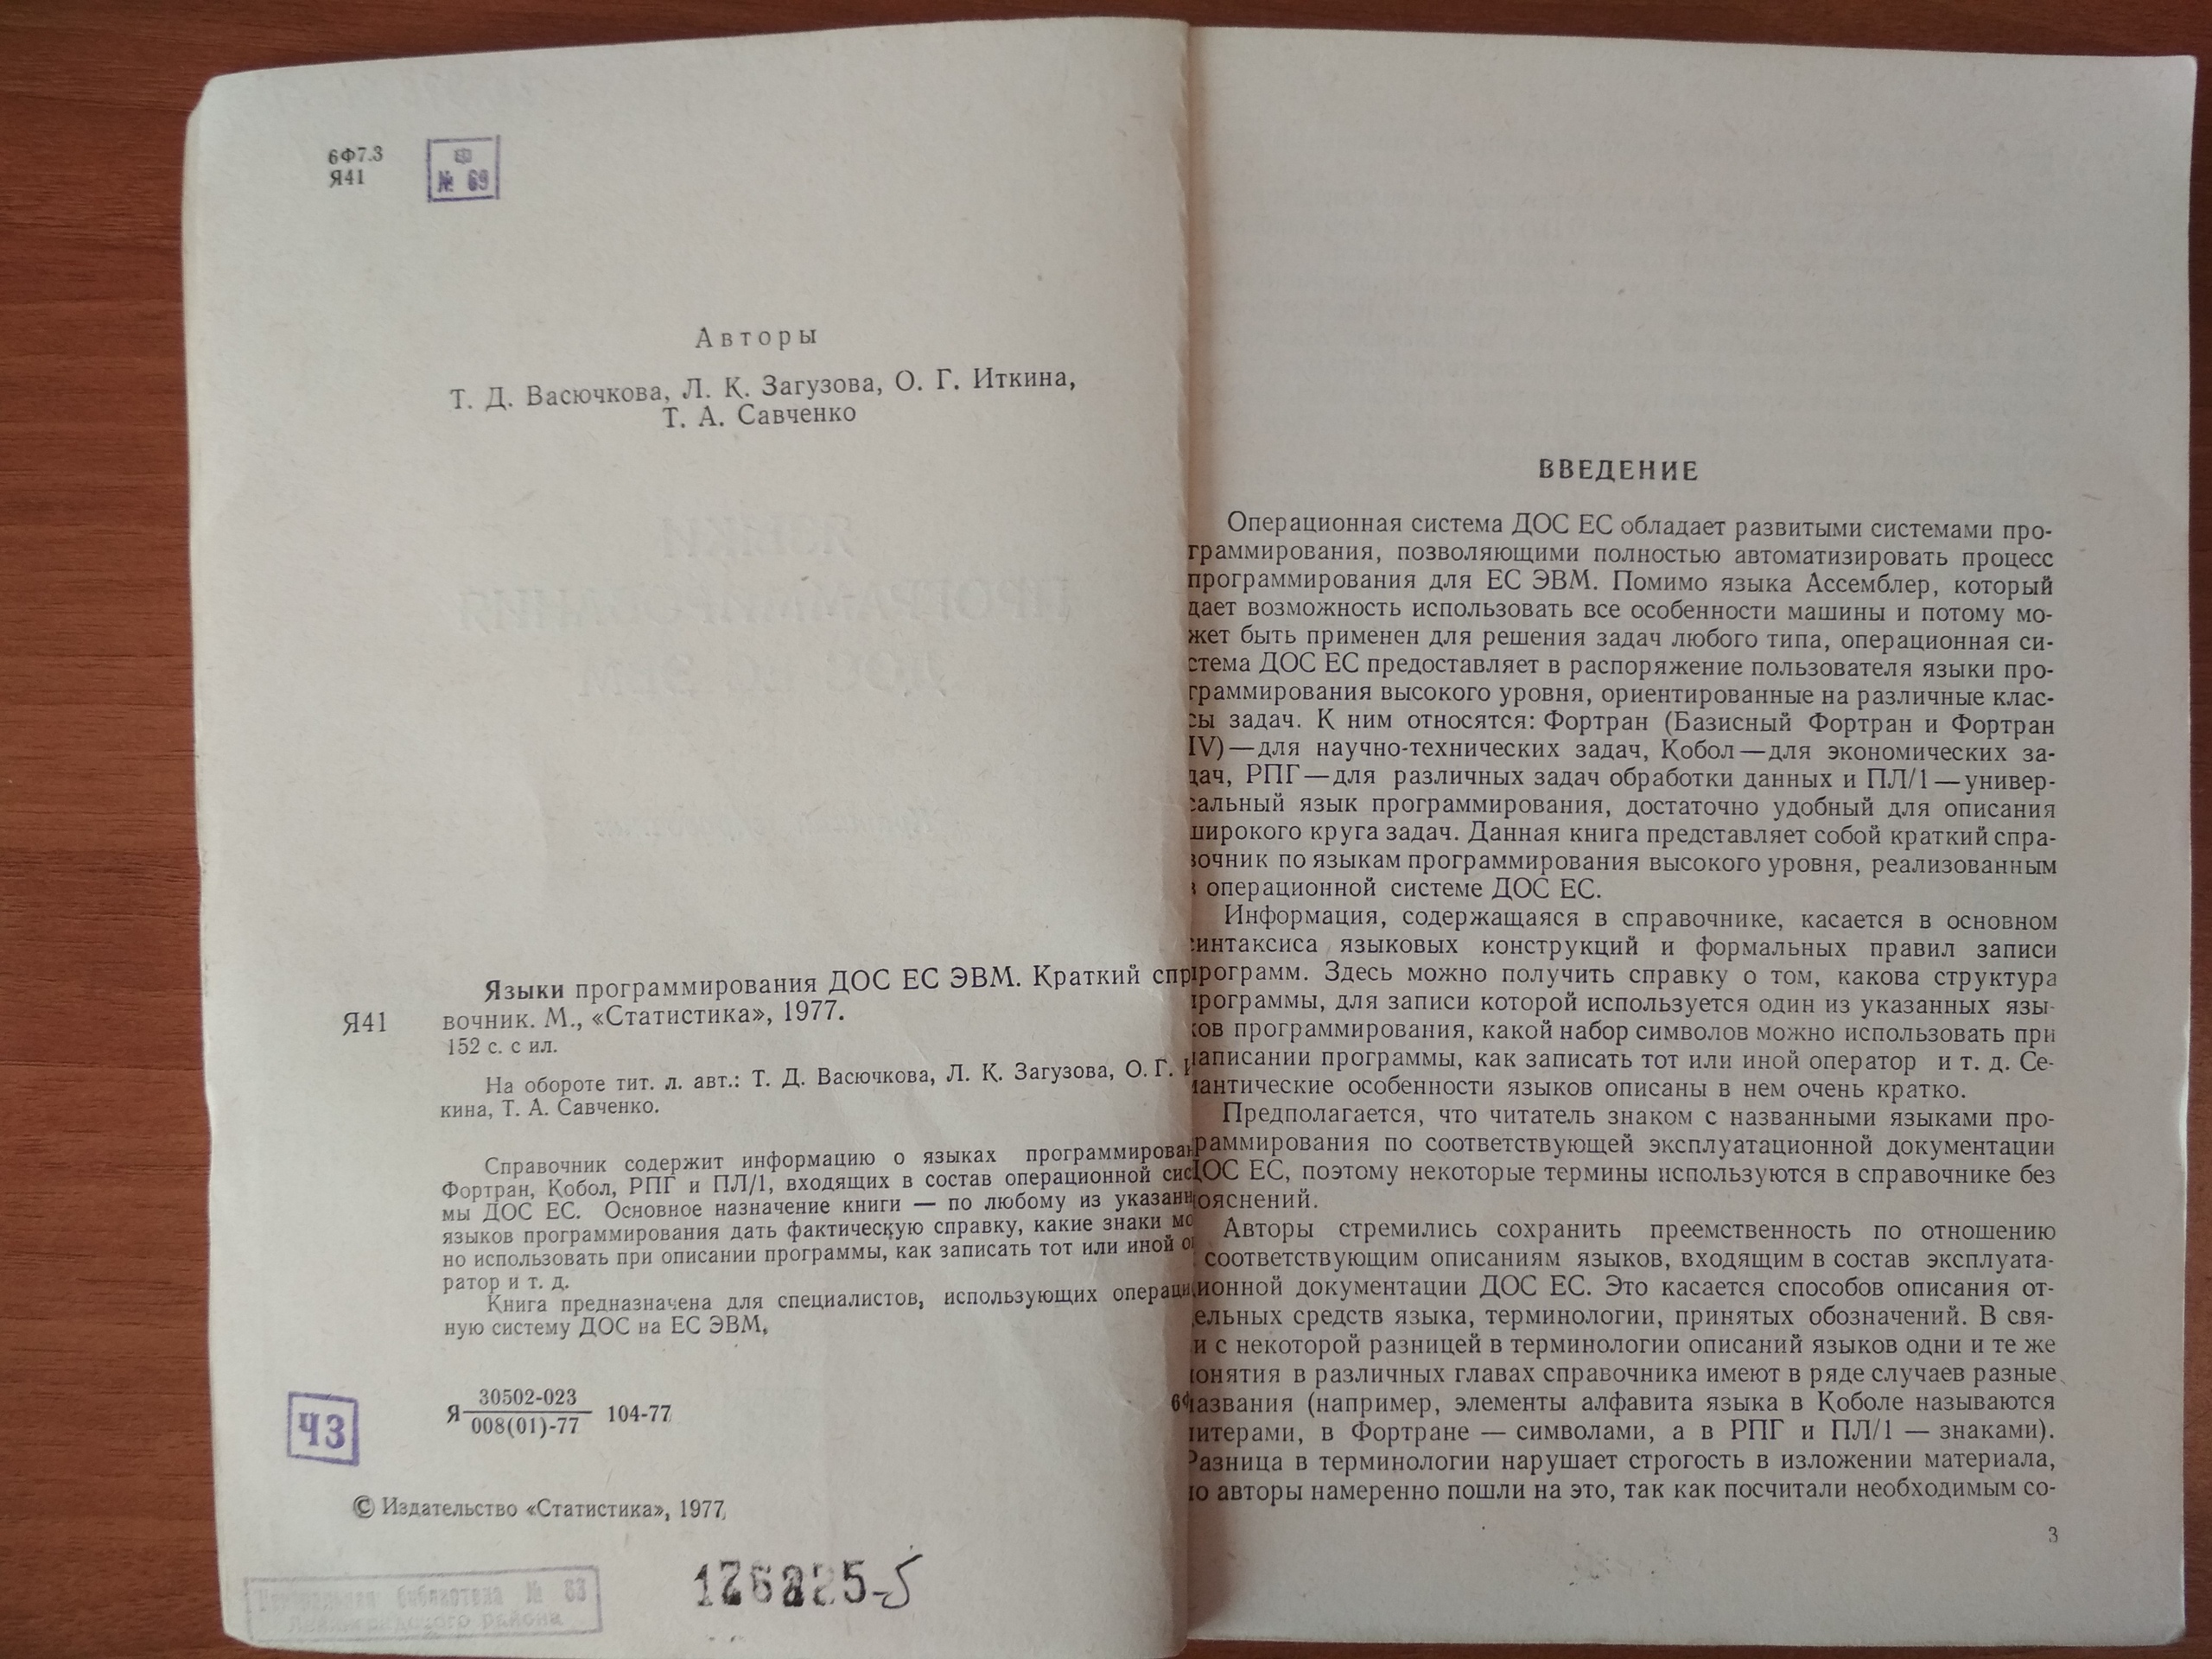 6Ф7.3
Я41
№ 69
Авторы
Т. Д. Васючкова, Л. К. Загузова, О. Г. Иткина,
Т. А. Савченко
ЯЗЫКИ
ПРОГРАММИРОВАНИЯ
ДОС ЕС ЭВМ
Языки программирования ДОС ЕС ЭВМ. Краткий спр
Я41
вочник. М., «Статистика», 1977.
152 с. с ил.
На обороте тит. л. авт.: Т. Д. Васючкова, Л. К. Загузова, О. Г.
кина, Т. А. Савченко.
Справочник содержит информацию о языках программирован
Фортран, Кобол, РПГ и ПЛ/1, входящих в состав операционной сис
мы ДОС ЕС. Основное назначение книги — по любому из указанн
языков программирования дать фактическую справку, какие знаки мо
но использовать при описании программы, как записать тот или иной о
ратор и т. д.
Книга предназначена для специалистов, использующих операци
ную систему ДОС на ЕС ЭВМ.
Я 30502-023 104-77
008(01)-77
6Ф
ЧЗ
© Издательство «Статистика», 1977
библиотека № 63
Ленинградского района
ВВЕДЕНИЕ
Операционная система ДОС ЕС обладает развитыми системами про-
граммирования, позволяющими полностью автоматизировать процесс
программирования для ЕС ЭВМ. Помимо языка Ассемблер, который
дает возможность использовать все особенности машины и потому мо-
жет быть применен для решения задач любого типа, операционная си-
стема ДОС ЕС предоставляет в распоряжение пользователя языки про-
граммирования высокого уровня, ориентированные на различные клас-
сы задач. К ним относятся: Фортран (Базисный Фортран и Фортран
IV)—для научно-технических задач, Кобол—для экономических за-
дач, РПГ—для различных задач обработки данных и ПЛ/1—универ-
сальный язык программирования, достаточно удобный для описания
широкого круга задач. Данная книга представляет собой краткий спра-
вочник по языкам программирования высокого уровня, реализованным
в операционной системе ДОС ЕС.
Информация, содержащаяся в справочнике, касается в основном
синтаксиса языковых конструкций и формальных правил записи
программ. Здесь можно получить справку о том, какова структура
программы, для записи которой используется один из указанных язы-
ков программирования, какой набор символов можно использовать при
написании программы, как записать тот или иной оператор и т. д. Се-
мантические особенности языков описаны в нем очень кратко.
Предполагается, что читатель знаком с названными языками про-
раммирования по соответствующей эксплуатационной документации
ДОС ЕС, поэтому некоторые термины используются в справочнике без
пояснений.
Авторы стремились сохранить преемственность по отношению
соответствующим описаниям языков, входящим в состав эксплуата-
ционной документации ДОС ЕС. Это касается способов описания от-
ельных средств языка, терминологии, принятых обозначений. В свя-
и с некоторой разницей в терминологии описаний языков одни и те же
понятия в различных главах справочника имеют в ряде случаев разные
названия (например, элементы алфавита языка в Коболе называются
литерами, в Фортране — символами, а в РПГ и ПЛ/1 — знаками).
Разница в терминологии нарушает строгость в изложении материала,
но авторы намеренно пошли на это, так как посчитали необходимым со-
3